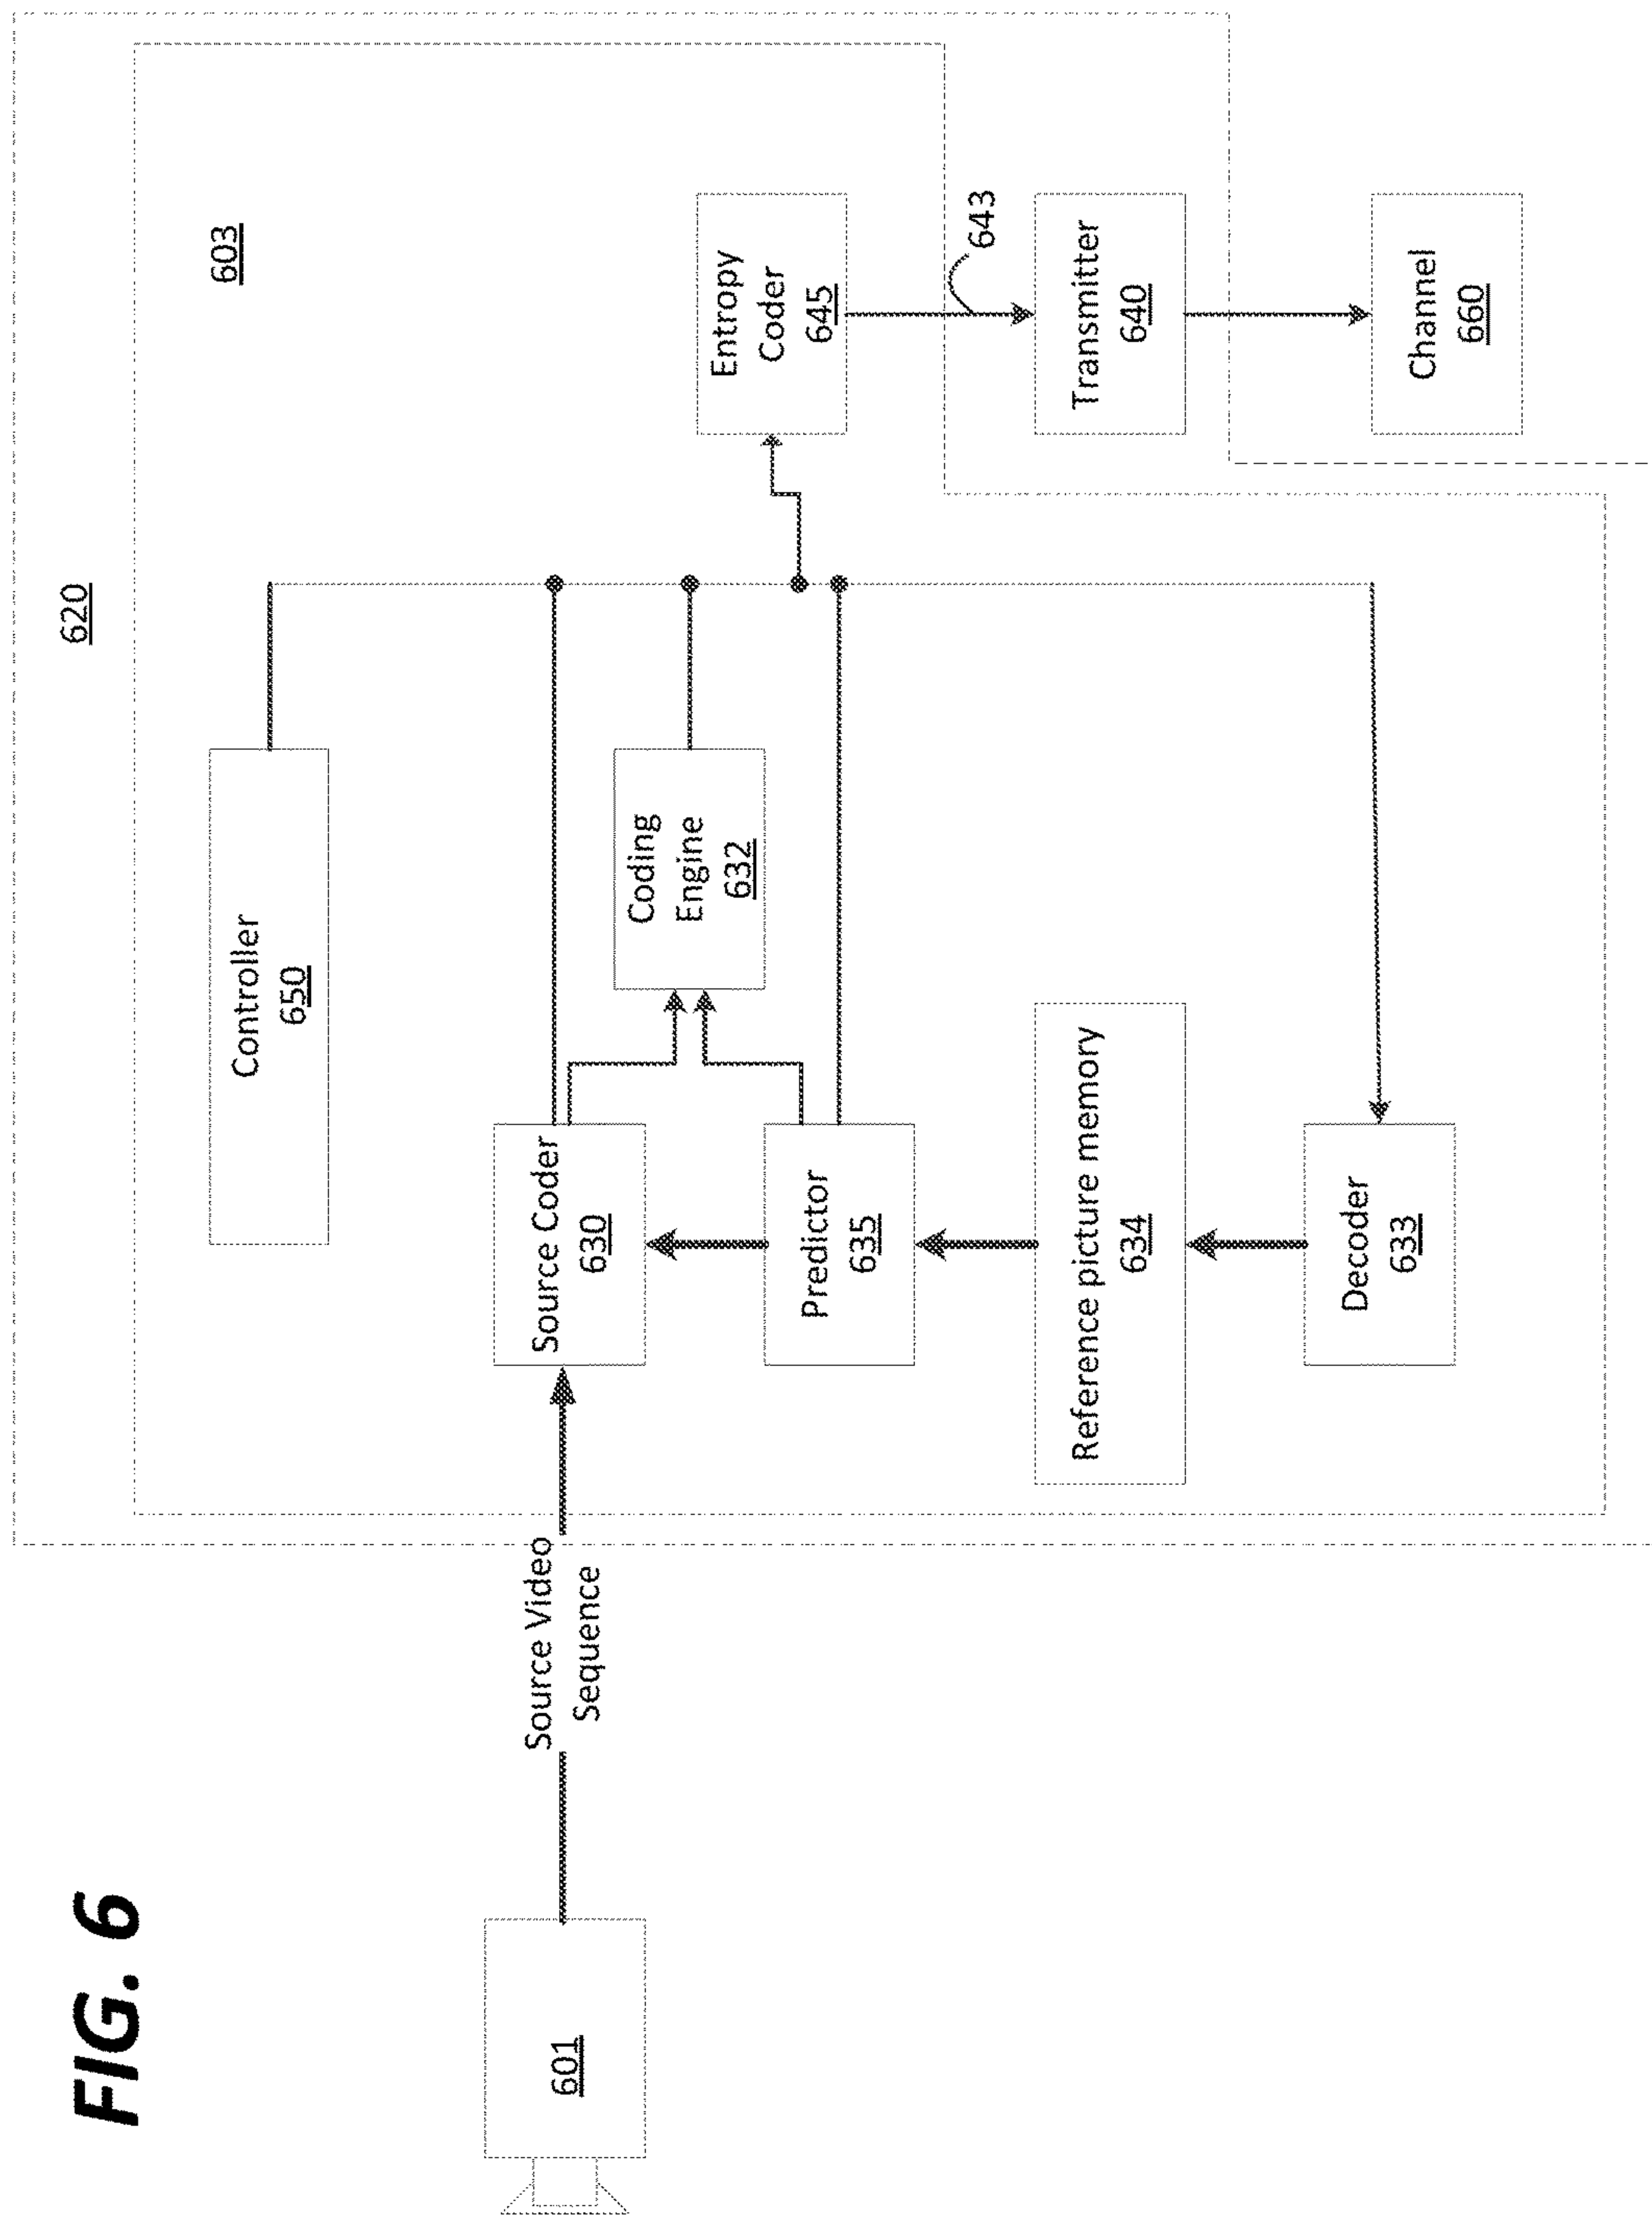 FIG. 6
620
603
Controller
650
601
Source Video
Sequence
Source Coder
630
Coding
Engine
632
Entropy
Coder
645
Predictor
635
643
Reference picture memory
634
Transmitter
640
Decoder
633
Channel
660